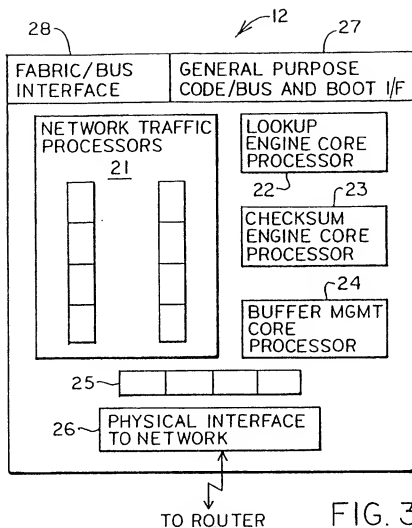 12
28
27
FABRIC/BUS
INTERFACE
GENERAL PURPOSE
CODE/BUS AND BOOT I/F
NETWORK TRAFFIC
PROCESSORS
21
LOOKUP
ENGINE CORE
PROCESSOR
22
23
CHECKSUM
ENGINE CORE
PROCESSOR
24
BUFFER MGMT
CORE
PROCESSOR
25
26
PHYSICAL INTERFACE
TO NETWORK
TO ROUTER
FIG. 3